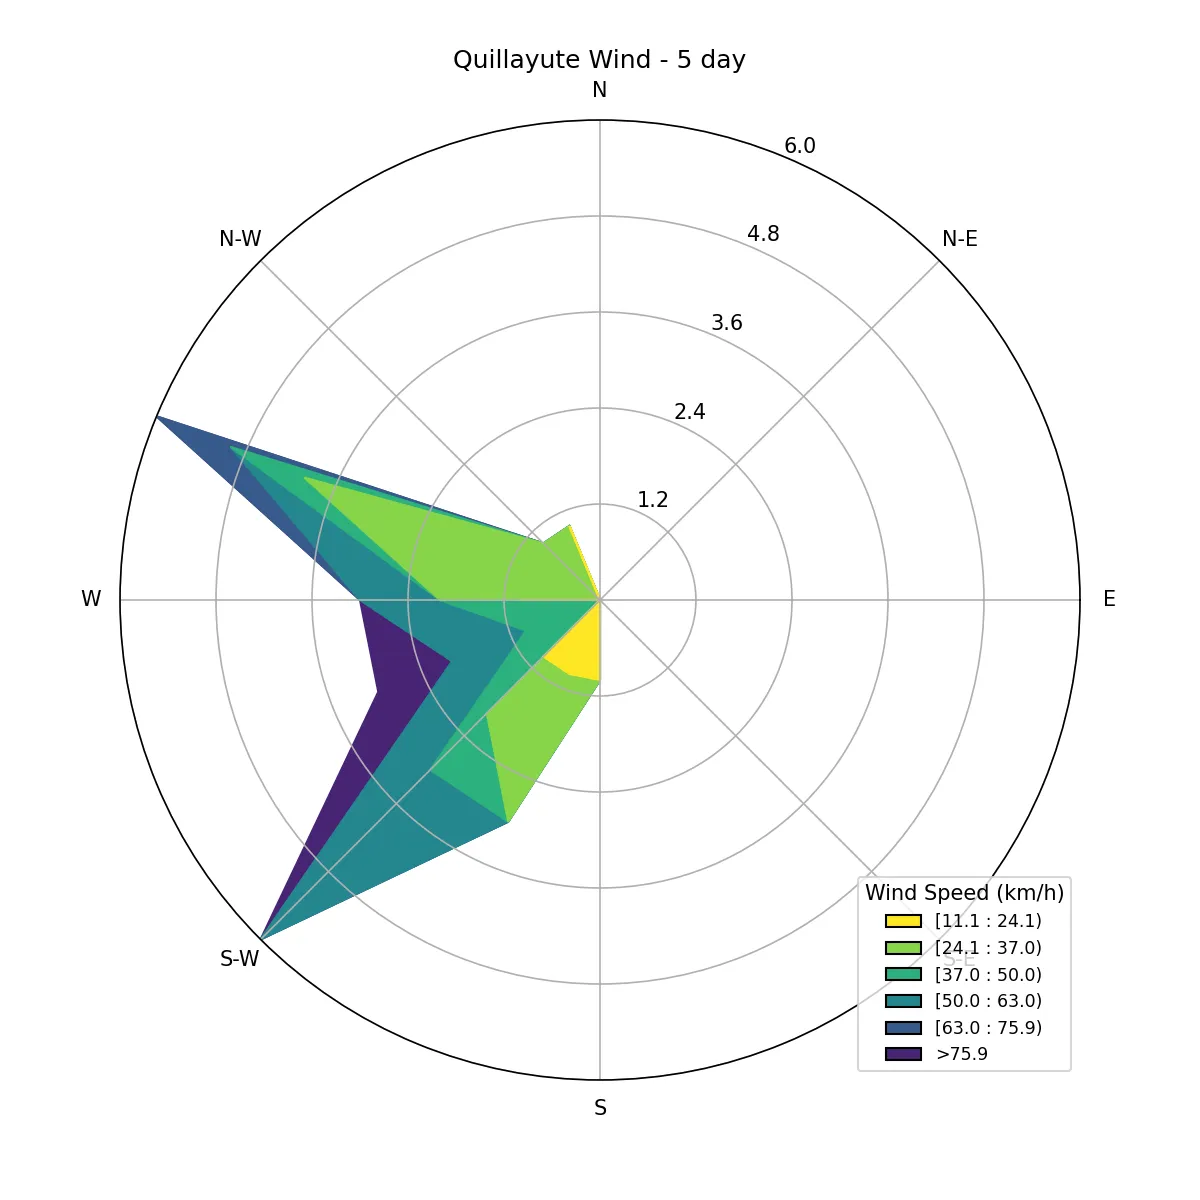 Quillayute Wind - 5 day
N
6.0
N-W
N-E
4.8
3.6
2.4
1.2
W
E
S-W
S-E
S
Wind Speed (km/h)
[11.1 : 24.1)
[24.1 : 37.0)
[37.0 : 50.0)
[50.0 : 63.0)
[63.0 : 75.9)
>75.9